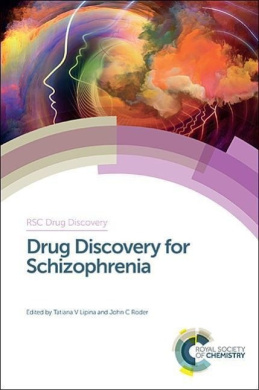 RSC Drug Discovery
Drug Discovery for
Schizophrenia
Edited by Tatiana V Lipina and John C Roder
ROYAL SOCIETY
OF CHEMISTRY